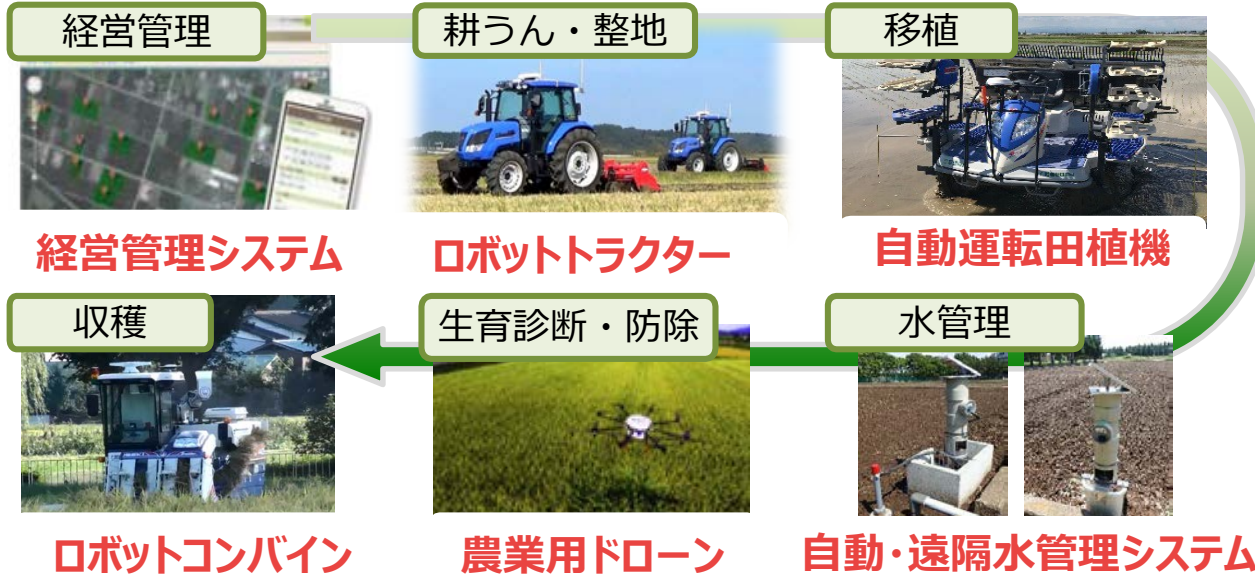 経営管理
耕うん・整地
移植
経営管理システム
ロボットトラクター
自動運転田植機
収穫
生育診断・防除
水管理
ロボットコンバイン
農業用ドローン
自動・遠隔水管理システム